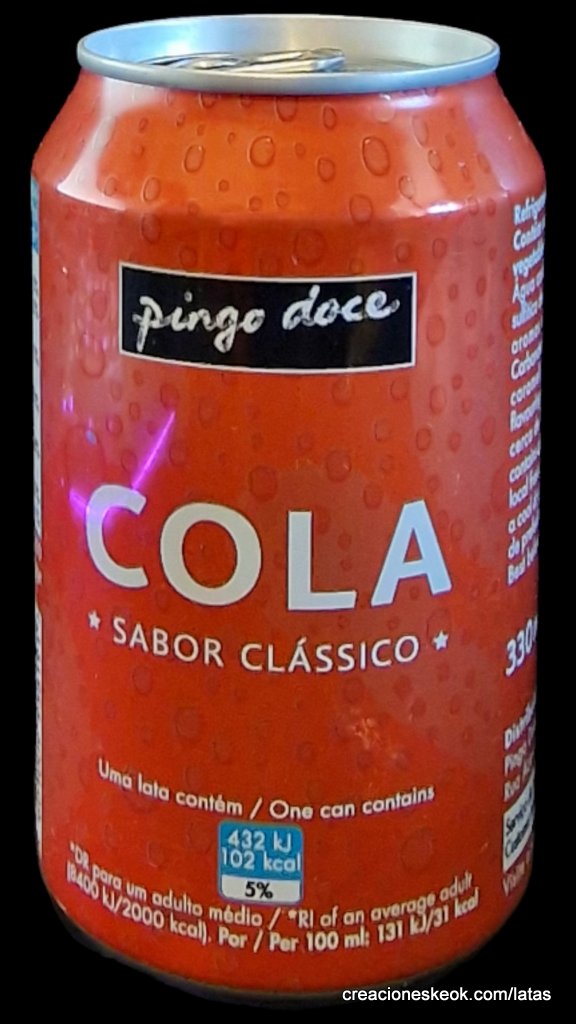 pingo doce
COLA
★ SABOR CLÁSSICO ★
Uma lata contém / One can contains
432 kJ
102 kcal
5%
*DR para um adulto médio / *RI of an average adult
(8400 kJ/2000 kcal). Por / Per 100 ml: 131 kJ/31 kcal
330
Pingo
creacioneskeok.com/latas